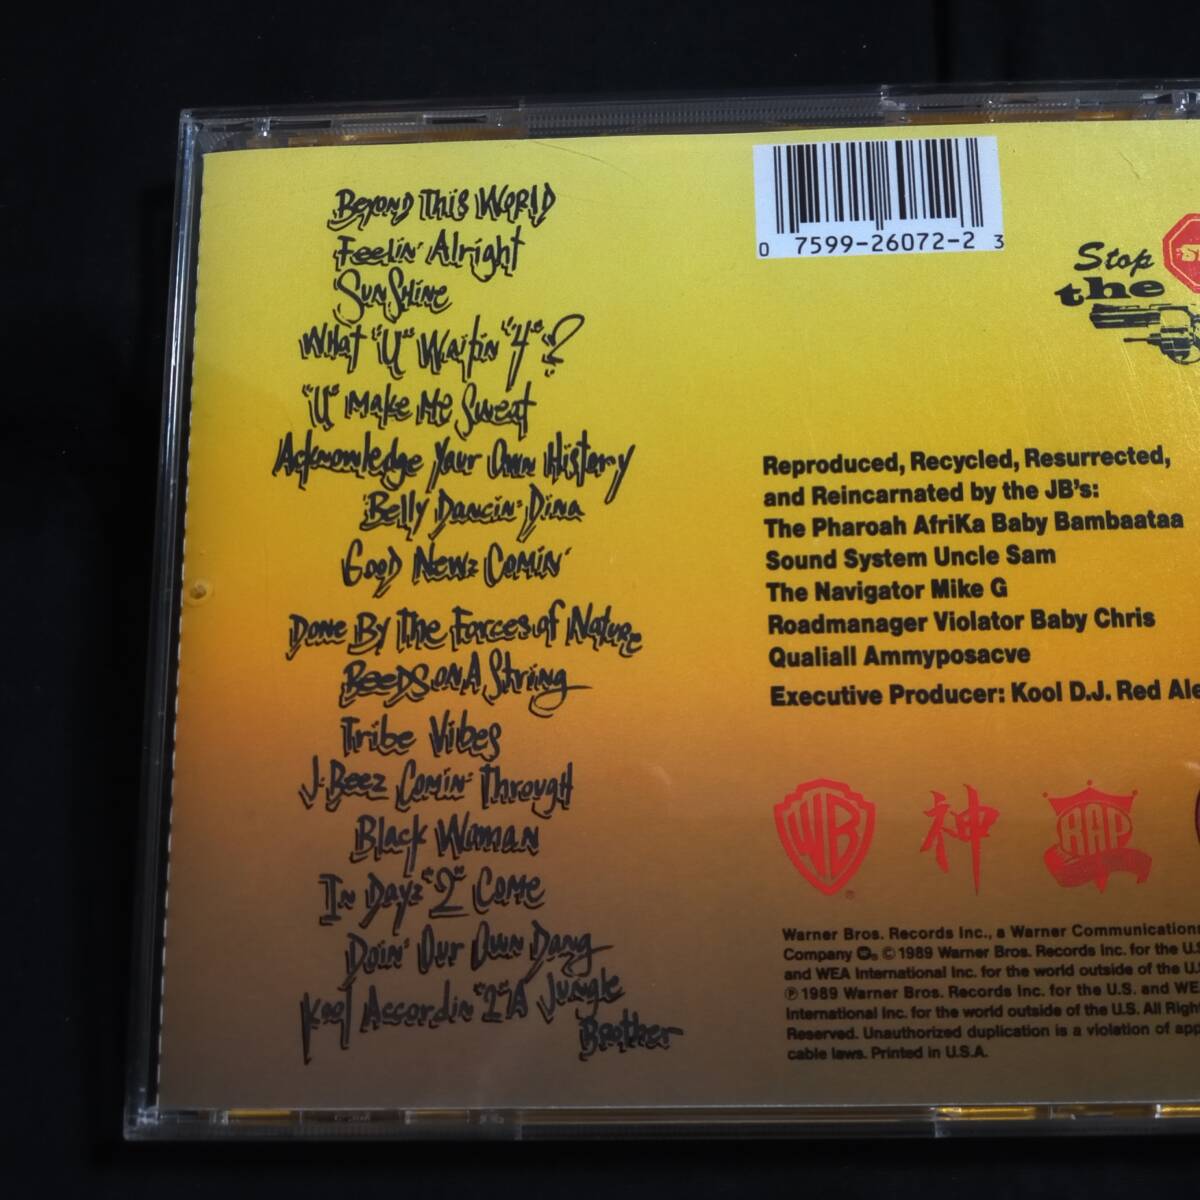 Beyond This World
Feelin' Alright
Sunshine
What "U" Waitin "4"?
"U" Make Me Sweat
Acknowledge Your Own History
Belly Dancin' Dina
Good Newz Comin'
Done By The Forces of Nature
Beeds on A String
Tribe Vibes
J. Beez Comin' Through
Black Woman
In Dayz "2" Come
Doin' Our Own Dang
Kool Accordin "2" A Jungle
Brother
0 7599-26072-2 3
Stop
the
Reproduced, Recycled, Resurrected,
and Reincarnated by the JB's:
The Pharoah AfriKa Baby Bambaataa
Sound System Uncle Sam
The Navigator Mike G
Roadmanager Violator Baby Chris
Qualiall Ammyposacve
Executive Producer: Kool D.J. Red Ale
WB
®
神
RAP
Warner Bros. Records Inc., a Warner Communications
Company © 1989 Warner Bros. Records Inc. for the U.S
and WEA International Inc. for the world outside of the U.S
℗ 1989 Warner Bros. Records Inc. for the U.S. and WEA
International Inc. for the world outside of the U.S. All Right
Reserved. Unauthorized duplication is a violation of app
cable laws. Printed in U.S.A.